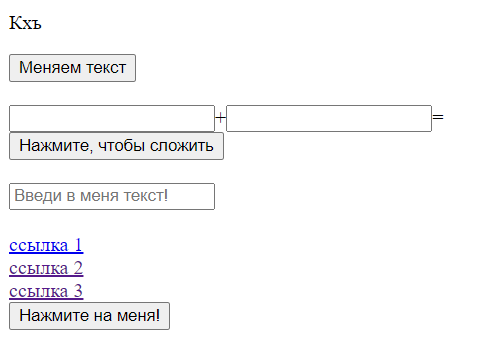 Кхъ
Меняем текст
+ =
Нажмите, чтобы сложить
Введи в меня текст!
ссылка 1
ссылка 2
ссылка 3
Нажмите на меня!